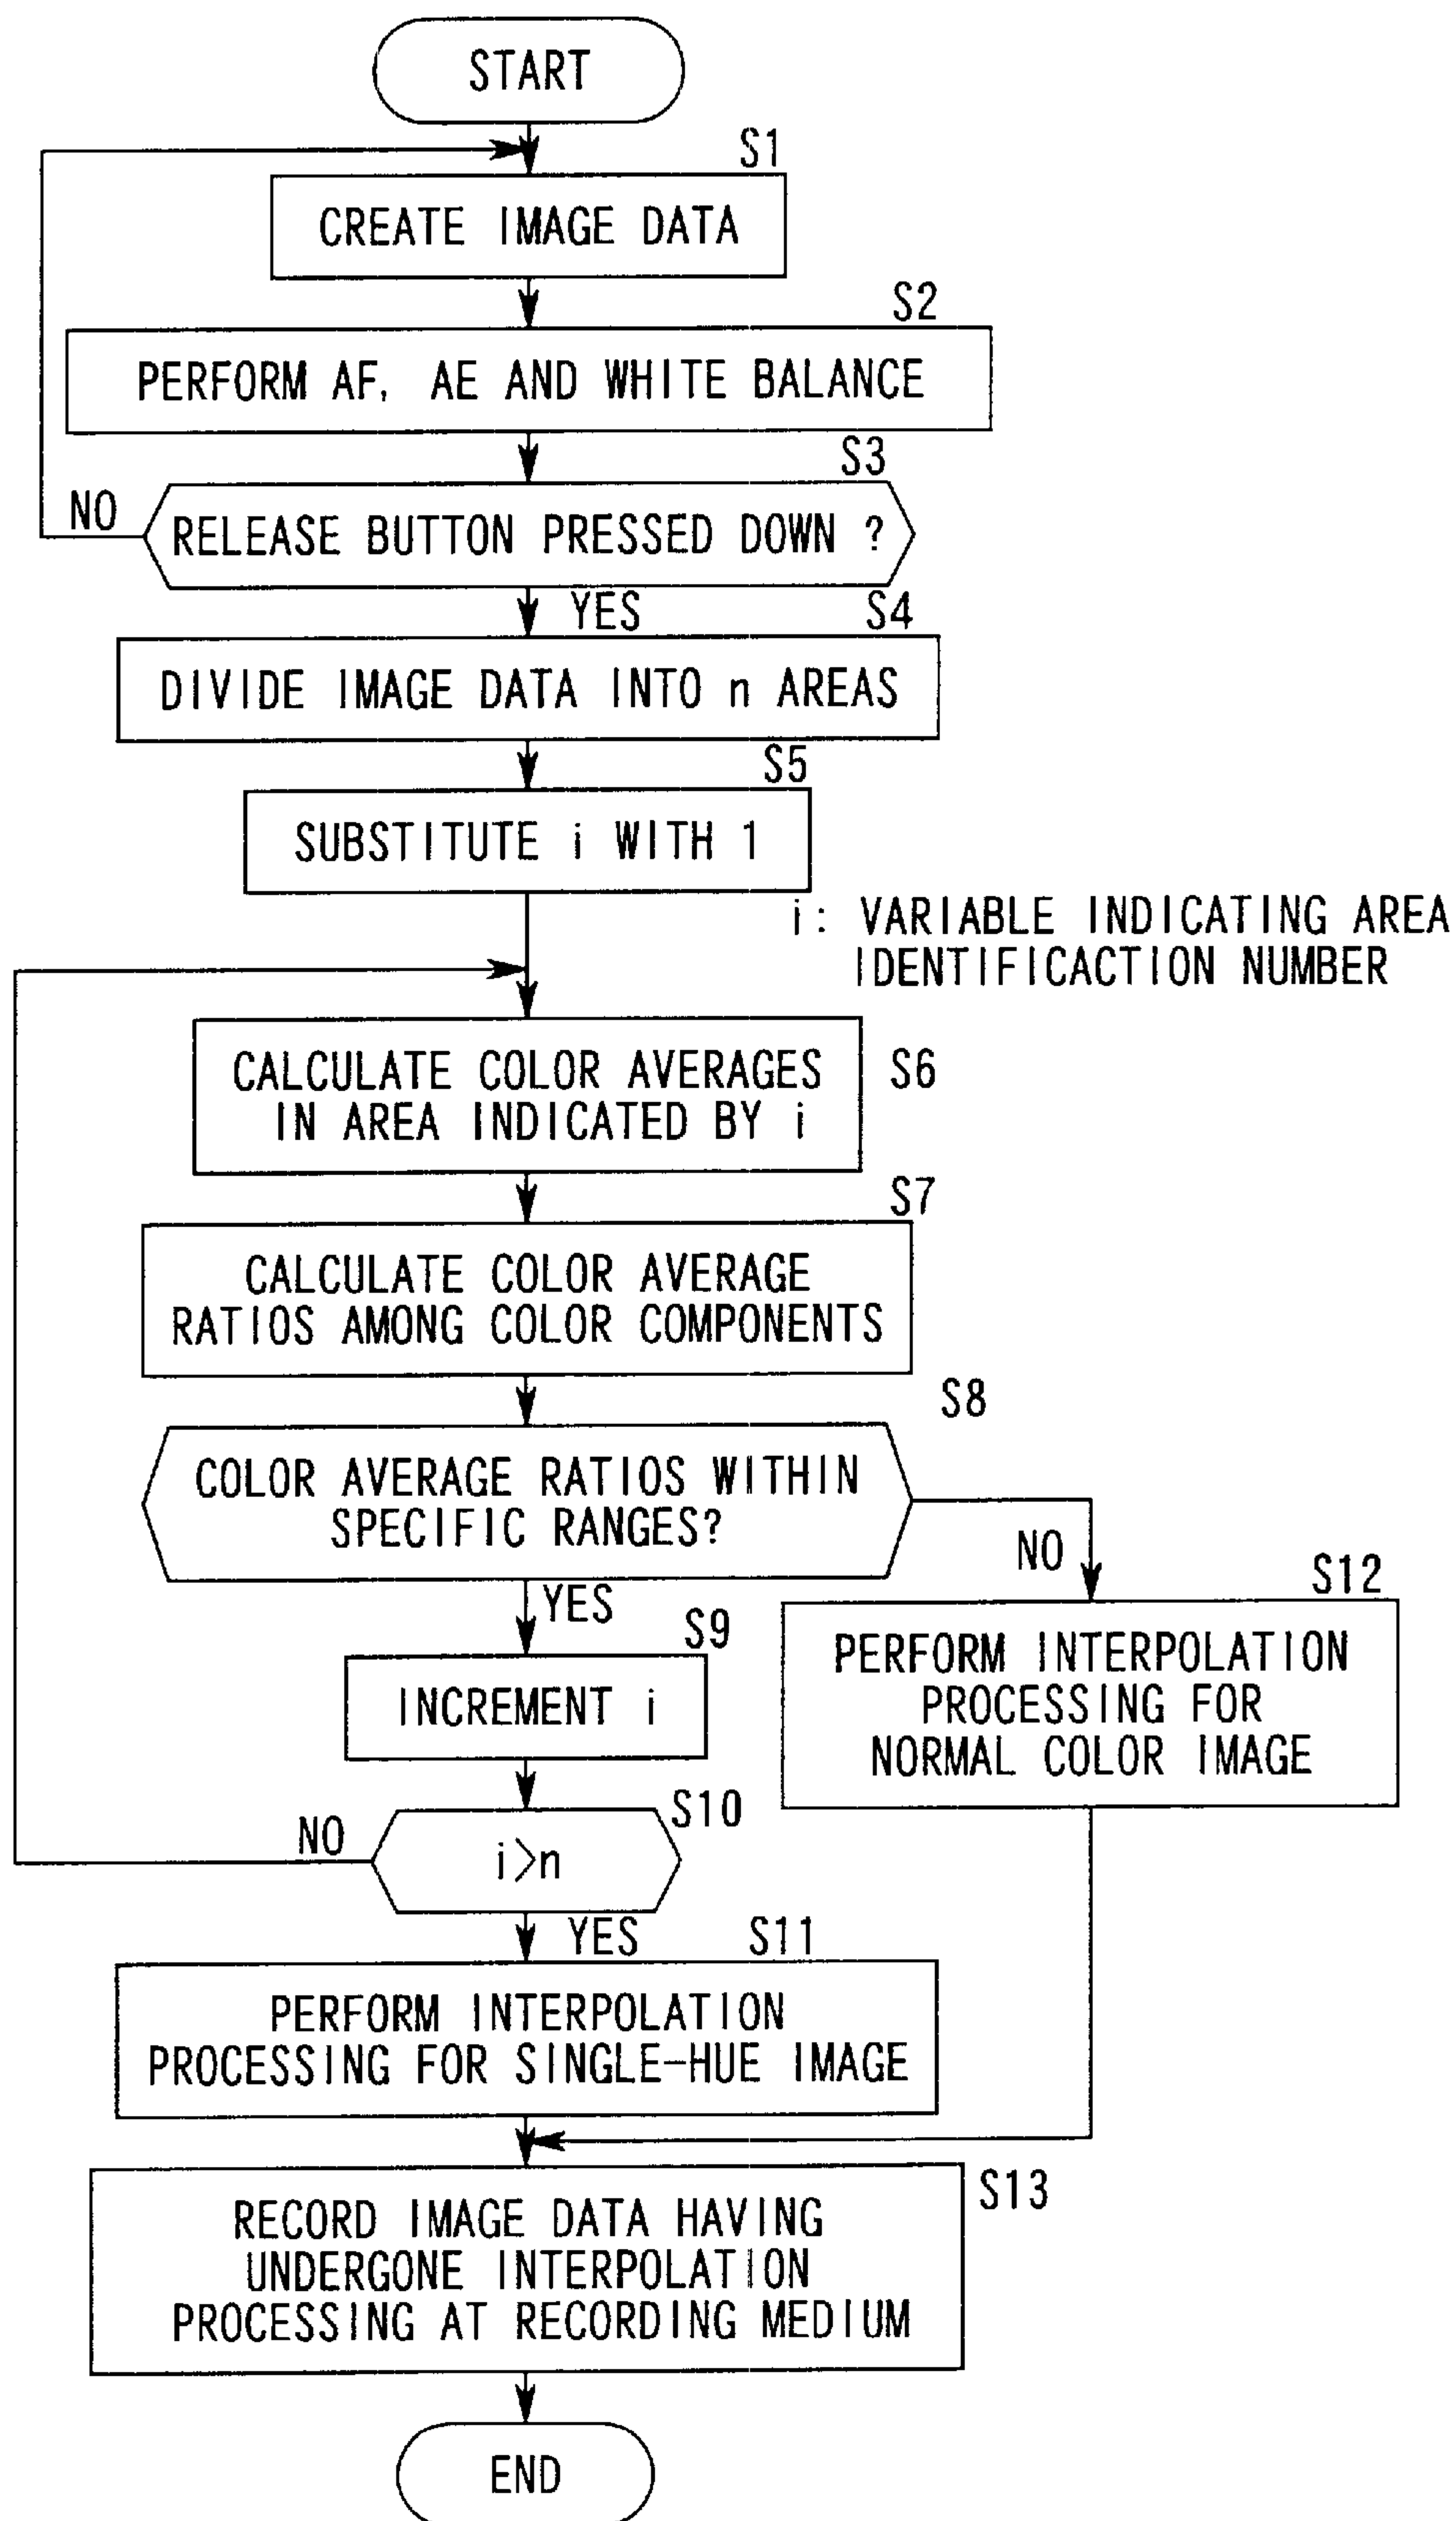 START
S1
CREATE IMAGE DATA
S2
PERFORM AF, AE AND WHITE BALANCE
S3
NO
RELEASE BUTTON PRESSED DOWN ?
YES
S4
DIVIDE IMAGE DATA INTO n AREAS
S5
SUBSTITUTE i WITH 1
i: VARIABLE INDICATING AREA
IDENTIFICACTION NUMBER
CALCULATE COLOR AVERAGES
IN AREA INDICATED BY i
S6
S7
CALCULATE COLOR AVERAGE
RATIOS AMONG COLOR COMPONENTS
S8
COLOR AVERAGE RATIOS WITHIN
SPECIFIC RANGES?
NO
YES
S12
PERFORM INTERPOLATION
PROCESSING FOR
NORMAL COLOR IMAGE
S9
INCREMENT i
S10
NO
i>n
YES
S11
PERFORM INTERPOLATION
PROCESSING FOR SINGLE-HUE IMAGE
S13
RECORD IMAGE DATA HAVING
UNDERGONE INTERPOLATION
PROCESSING AT RECORDING MEDIUM
END